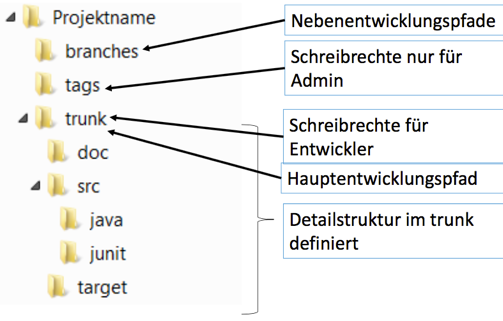 Projektname
branches
tags
trunk
doc
src
java
junit
target
Nebenentwicklungspfade
Schreibrechte nur für
Admin
Schreibrechte für
Entwickler
Hauptentwicklungspfad
Detailstruktur im trunk
definiert